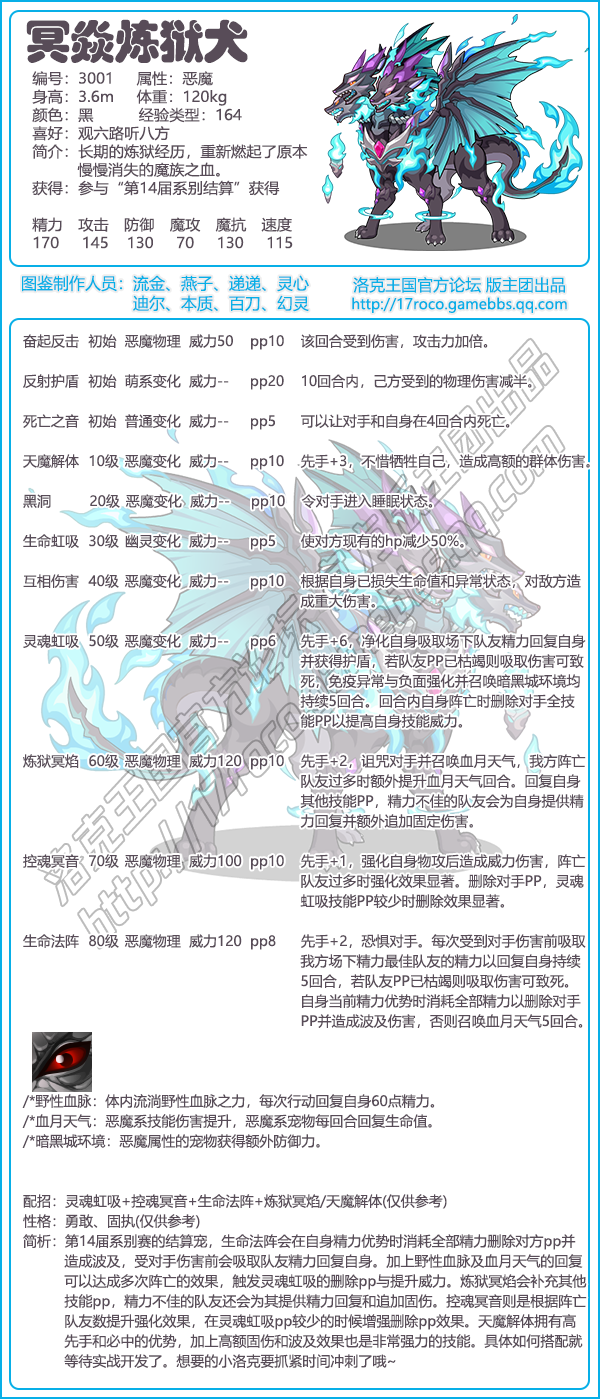 冥焱炼狱犬
编号：3001 属性：恶魔
身高：3.6m 体重：120kg
颜色：黑 经验类型：164
喜好：观六路听八方
简介：长期的炼狱经历，重新燃起了原本
慢慢消失的魔族之血。
获得：参与“第14届系别结算”获得
精力 攻击 防御 魔攻 魔抗 速度
170 145 130 70 130 115
图鉴制作人员：流金、燕子、递递、灵心
迪尔、本质、百刀、幻灵
洛克王国官方论坛 版主团出品
http://17roco.gamebbs.qq.com
奋起反击 初始 恶魔物理 威力50 pp10 该回合受到伤害，攻击力加倍。
反射护盾 初始 萌系变化 威力-- pp20 10回合内，己方受到的物理伤害减半。
死亡之音 初始 普通变化 威力-- pp5 可以让对手和自身在4回合内死亡。
天魔解体 10级 恶魔变化 威力-- pp10 先手+3，不惜牺牲自己，造成高额的群体伤害。
黑洞 20级 恶魔变化 威力-- pp10 令对手进入睡眠状态。
生命虹吸 30级 幽灵变化 威力-- pp5 使对方现有的hp减少50%。
互相伤害 40级 恶魔变化 威力-- pp10 根据自身已损失生命值和异常状态，对敌方造
成重大伤害。
灵魂虹吸 50级 恶魔变化 威力-- pp6 先手+6，净化自身吸取场下队友精力回复自身
并获得护盾，若队友PP已枯竭则吸取伤害可致
死，免疫异常与负面强化并召唤暗黑城环境均
持续5回合。回合内自身阵亡时删除对手全技
能PP以提高自身技能威力。
炼狱冥焰 60级 恶魔物理 威力120 pp10 先手+2，诅咒对手并召唤血月天气，我方阵亡
队友过多时额外提升血月天气回合。回复自身
其他技能PP，精力不佳的队友会为自身提供精
力回复并额外追加固定伤害。
控魂冥音 70级 恶魔物理 威力100 pp10 先手+1，强化自身物攻后造成威力伤害，阵亡
队友过多时强化效果显著。删除对手PP，灵魂
虹吸技能PP较少时删除效果显著。
生命法阵 80级 恶魔物理 威力120 pp8 先手+2，恐惧对手。每次受到对手伤害前吸取
我方场下精力最佳队友的精力以回复自身持续
5回合，若队友PP已枯竭则吸取伤害可致死。
自身当前精力优势时消耗全部精力以删除对手
PP并造成波及伤害，否则召唤血月天气5回合。
/*野性血脉：体内流淌野性血脉之力，每次行动回复自身60点精力。
/*血月天气：恶魔系技能伤害提升，恶魔系宠物每回合回复生命值。
/*暗黑城环境：恶魔属性的宠物获得额外防御力。
配招：灵魂虹吸+控魂冥音+生命法阵+炼狱冥焰/天魔解体(仅供参考)
性格：勇敢、固执(仅供参考)
简析：第14届系别赛的结算宠，生命法阵会在自身精力优势时消耗全部精力删除对方pp并
造成波及，受对手伤害前会吸取队友精力回复自身。加上野性血脉及血月天气的回复
可以达成多次阵亡的效果，触发灵魂虹吸的删除pp与提升威力。炼狱冥焰会补充其他
技能pp，精力不佳的队友还会为其提供精力回复和追加固伤。控魂冥音则是根据阵亡
队友数提升强化效果，在灵魂虹吸pp较少的时候增强删除pp效果。天魔解体拥有高
先手和必中的优势，加上高额固伤和波及效果也是非常强力的技能。具体如何搭配就
等待实战开发了。想要的小洛克要抓紧时间冲刺了哦~
洛克王国官方论坛 版主团出品
http://17roco.gamebbs.qq.com